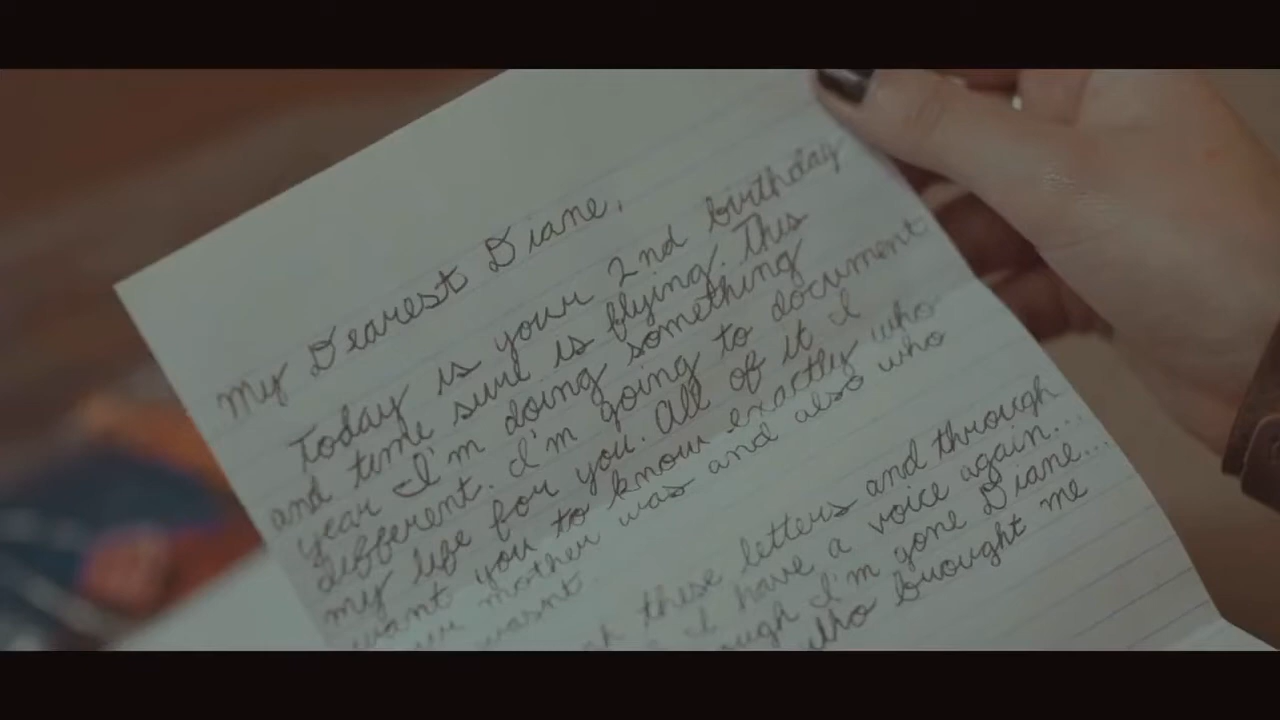 My Dearest Diane,
Today is your 2nd birthday
and time sure is flying. This
year I'm doing something
different. I'm going to document
my life for you. All of it I
want you to know exactly who
your mother was and also who
wasnt
these letters and through
I have a voice again...
I'm gone Diane...
who brought me